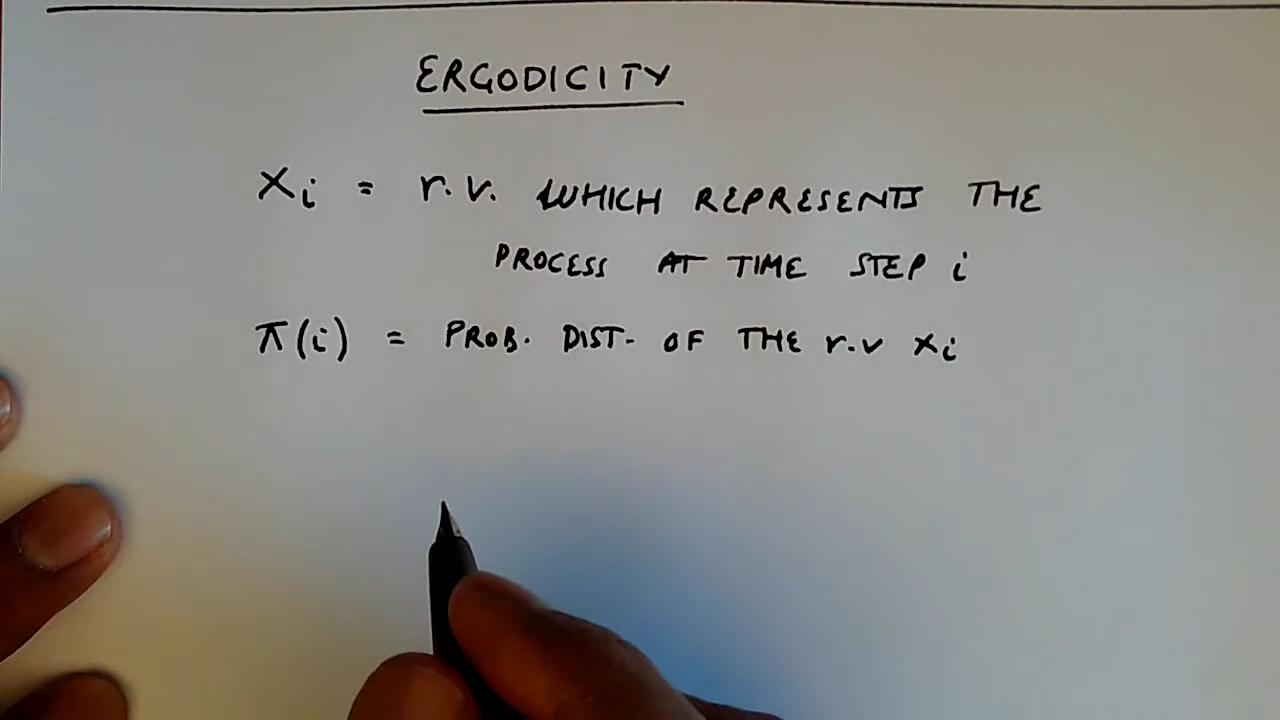 ERGODICITY
Xi = r.v. WHICH REPRESENTS THE
PROCESS AT TIME STEP i
π(i) = PROB. DIST. OF THE r.v Xi